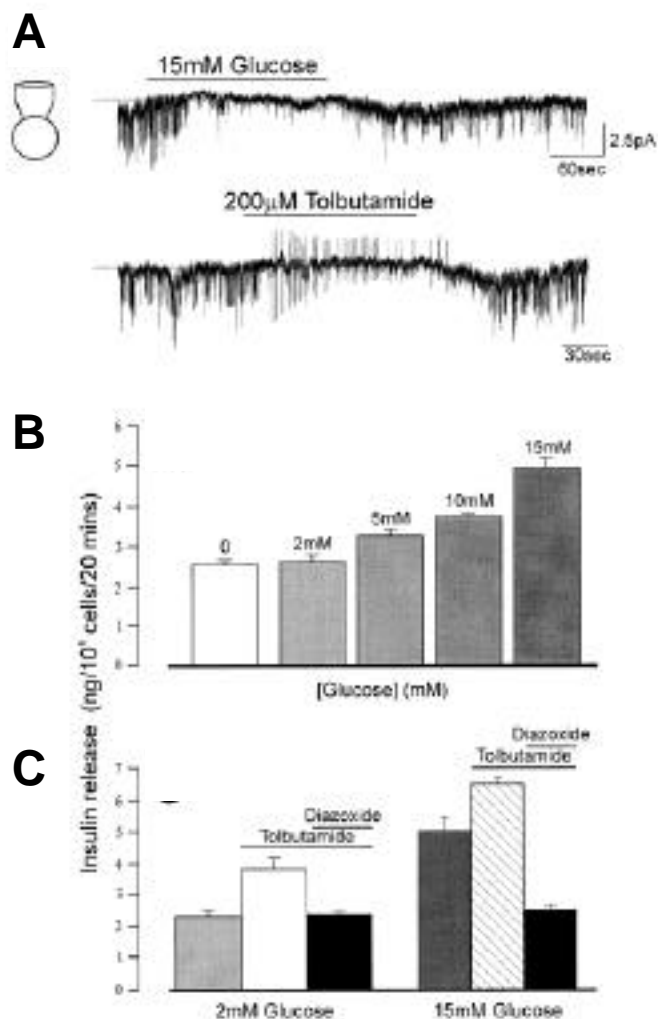 A
15mM Glucose
2.5pA
60sec
200µM Tolbutamide
30sec
B
Insulin release (ng/10⁶ cells/20 mins)
6
5
4
3
2
1
0
0
2mM
5mM
10mM
15mM
[Glucose] (mM)
C
7
6
5
4
3
2
1
0
Diazoxide
Tolbutamide
Diazoxide
Tolbutamide
2mM Glucose
15mM Glucose